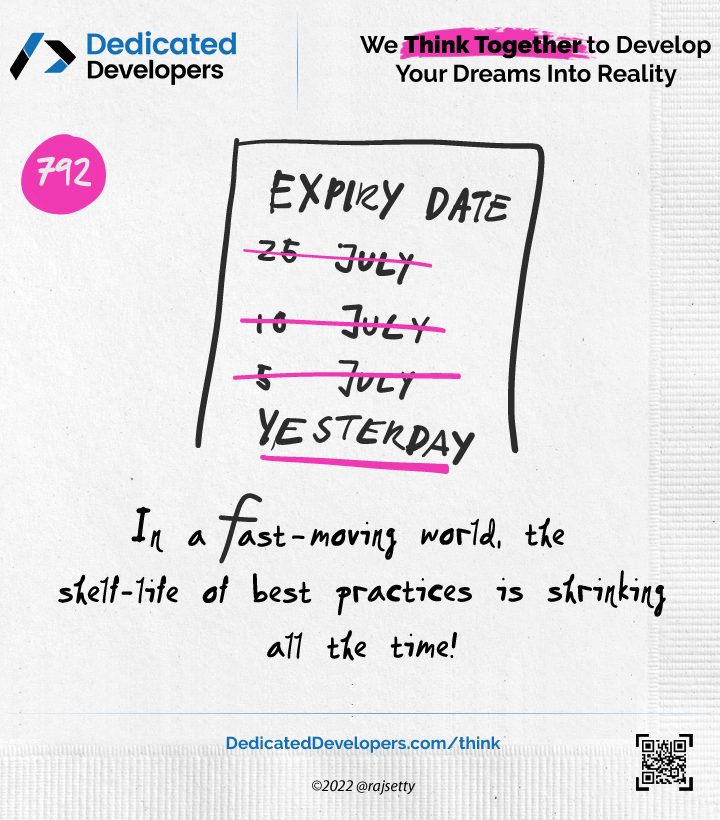 Dedicated
Developers
We Think Together to Develop
Your Dreams Into Reality
792
EXPIRY DATE
25 JULY
10 JULY
5 JULY
YESTERDAY
In a fast-moving world, the
shelf-life of best practices is shrinking
all the time!
DedicatedDevelopers.com/think
©2022 @rajsetty